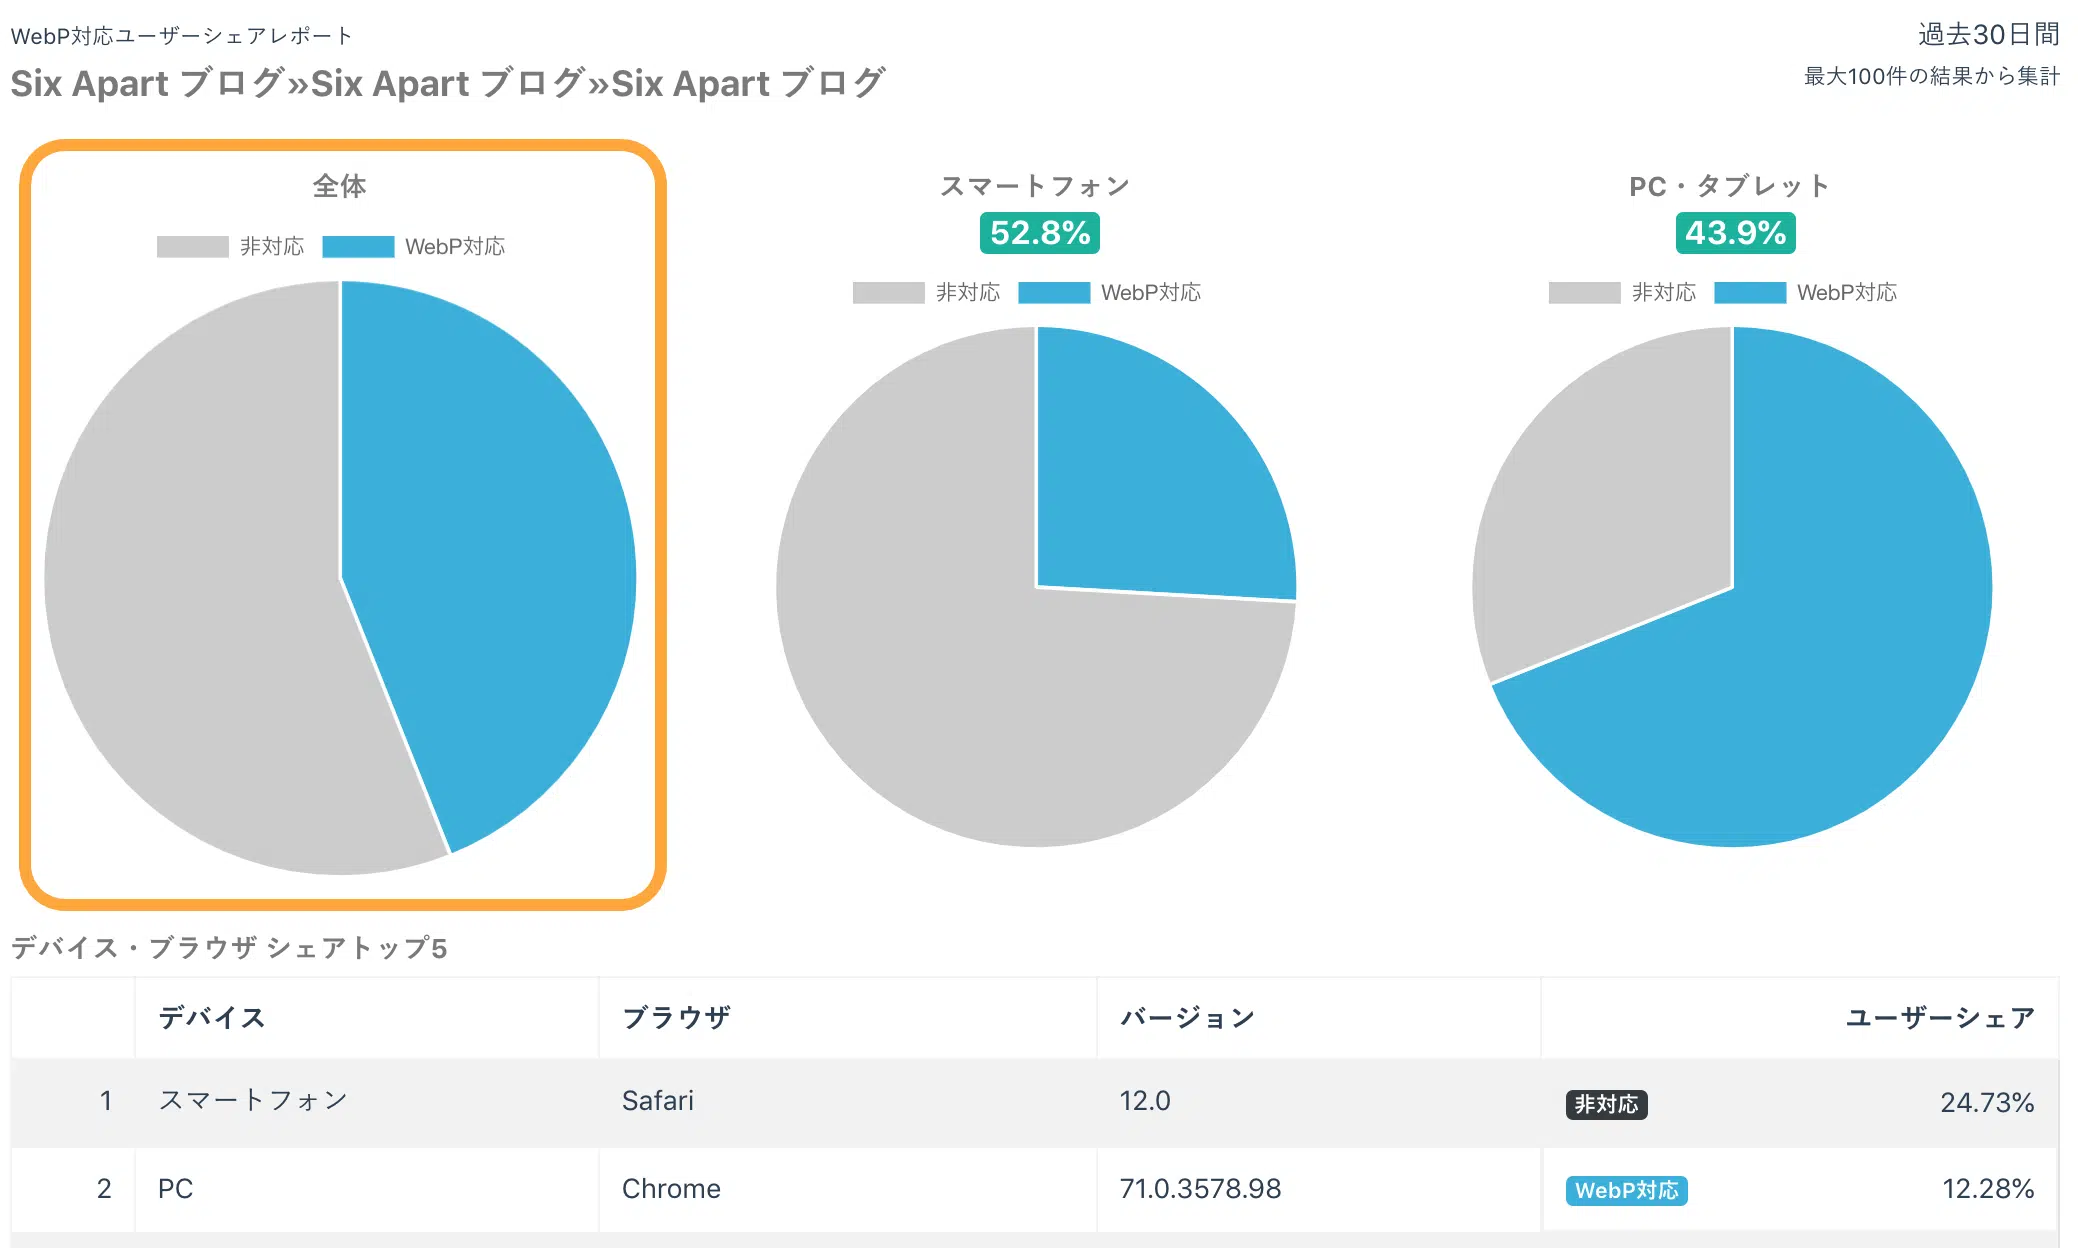 WebP対応ユーザーシェアレポート
過去30日間
Six Apart ブログ»Six Apart ブログ»Six Apart ブログ
最大100件の結果から集計
全体
非対応 WebP対応
スマートフォン
52.8%
非対応 WebP対応
PC・タブレット
43.9%
非対応 WebP対応
デバイス・ブラウザ シェアトップ5
デバイス ブラウザ バージョン ユーザーシェア
1 スマートフォン Safari 12.0 非対応 24.73%
2 PC Chrome 71.0.3578.98 WebP対応 12.28%